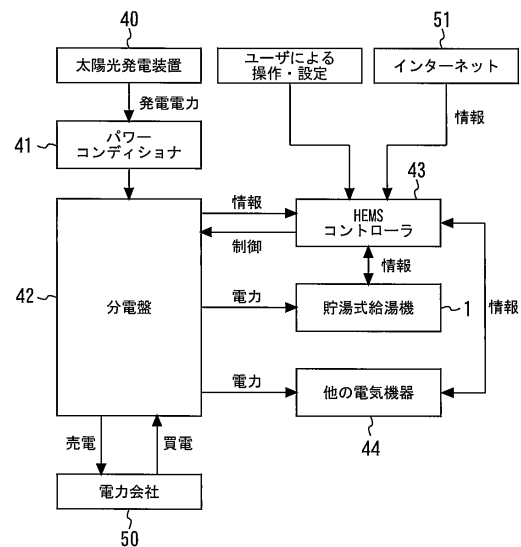 40
太陽光発電装置
発電電力
41
パワー
コンディショナ
ユーザによる
操作・設定
51
インターネット
情報
43
HEMS
コントローラ
情報
制御
42
分電盤
情報
情報
電力
貯湯式給湯機
1
電力
他の電気機器
44
売電
買電
電力会社
50